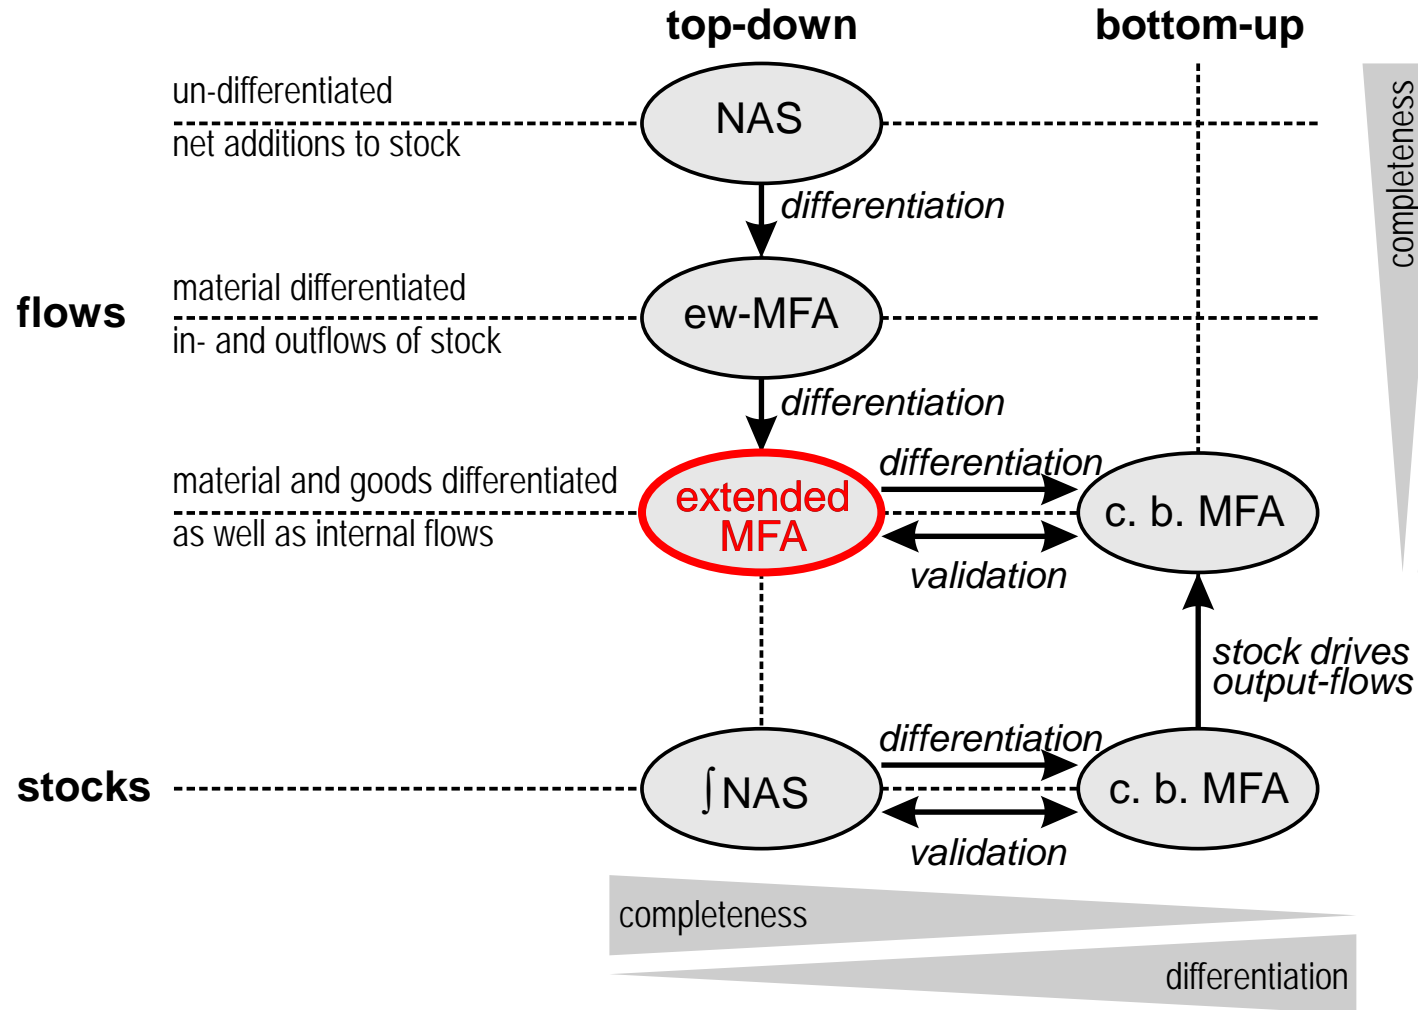 top-down
bottom-up
un-differentiated
net additions to stock
NAS
completeness
differentiation
flows
material differentiated
in- and outflows of stock
ew-MFA
differentiation
material and goods differentiated
as well as internal flows
extended
MFA
differentiation
validation
c. b. MFA
stock drives
output-flows
stocks
∫NAS
differentiation
validation
c. b. MFA
completeness
differentiation